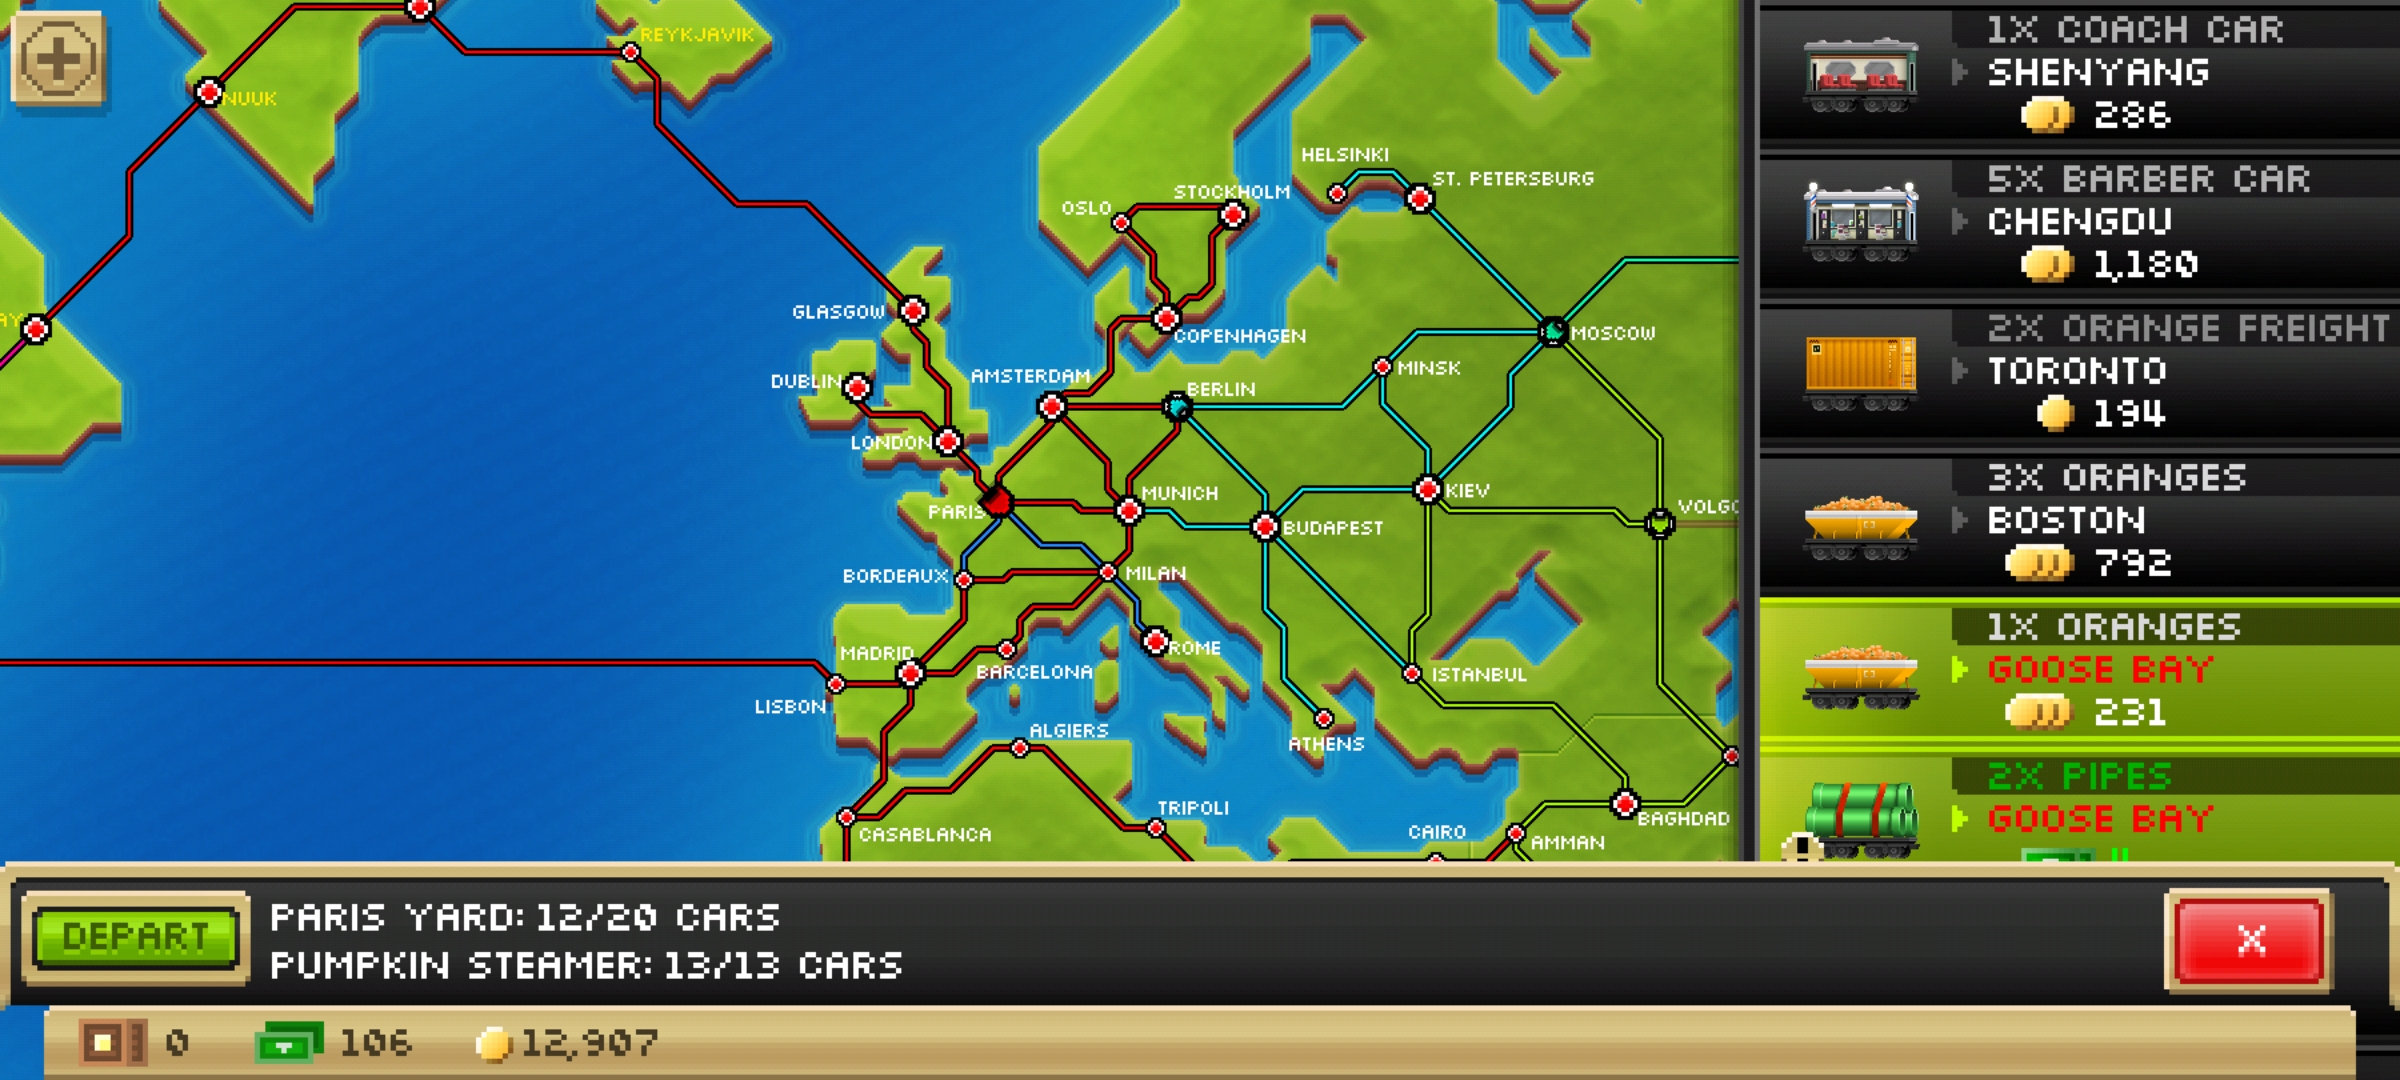 REYKJAVIK
NUUK
HELSINKI
ST. PETERSBURG
STOCKHOLM
OSLO
GLASGOW
COPENHAGEN
MOSCOW
AY
DUBLIN
AMSTERDAM
BERLIN
MINSK
LONDON
PARIS
MUNICH
KIEV
VOLGO
BUDAPEST
BORDEAUX
MILAN
MADRID
ROME
BARCELONA
ISTANBUL
LISBON
ALGIERS
ATHENS
TRIPOLI
CASABLANCA
CAIRO
AMMAN
BAGHDAD
1X COACH CAR
SHENYANG
286
5X BARBER CAR
CHENGDU
1,180
2X ORANGE FREIGHT
TORONTO
194
3X ORANGES
BOSTON
792
1X ORANGES
GOOSE BAY
231
2X PIPES
GOOSE BAY
DEPART
PARIS YARD: 12/20 CARS
PUMPKIN STEAMER: 13/13 CARS
X
0
106
12,907